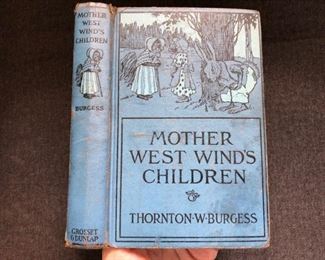 MOTHER
WEST
WIND'S
CHILDREN
BURGESS
GROSSET
& DUNLAP
MOTHER
WEST WIND'S
CHILDREN
THORNTON·W·BURGESS